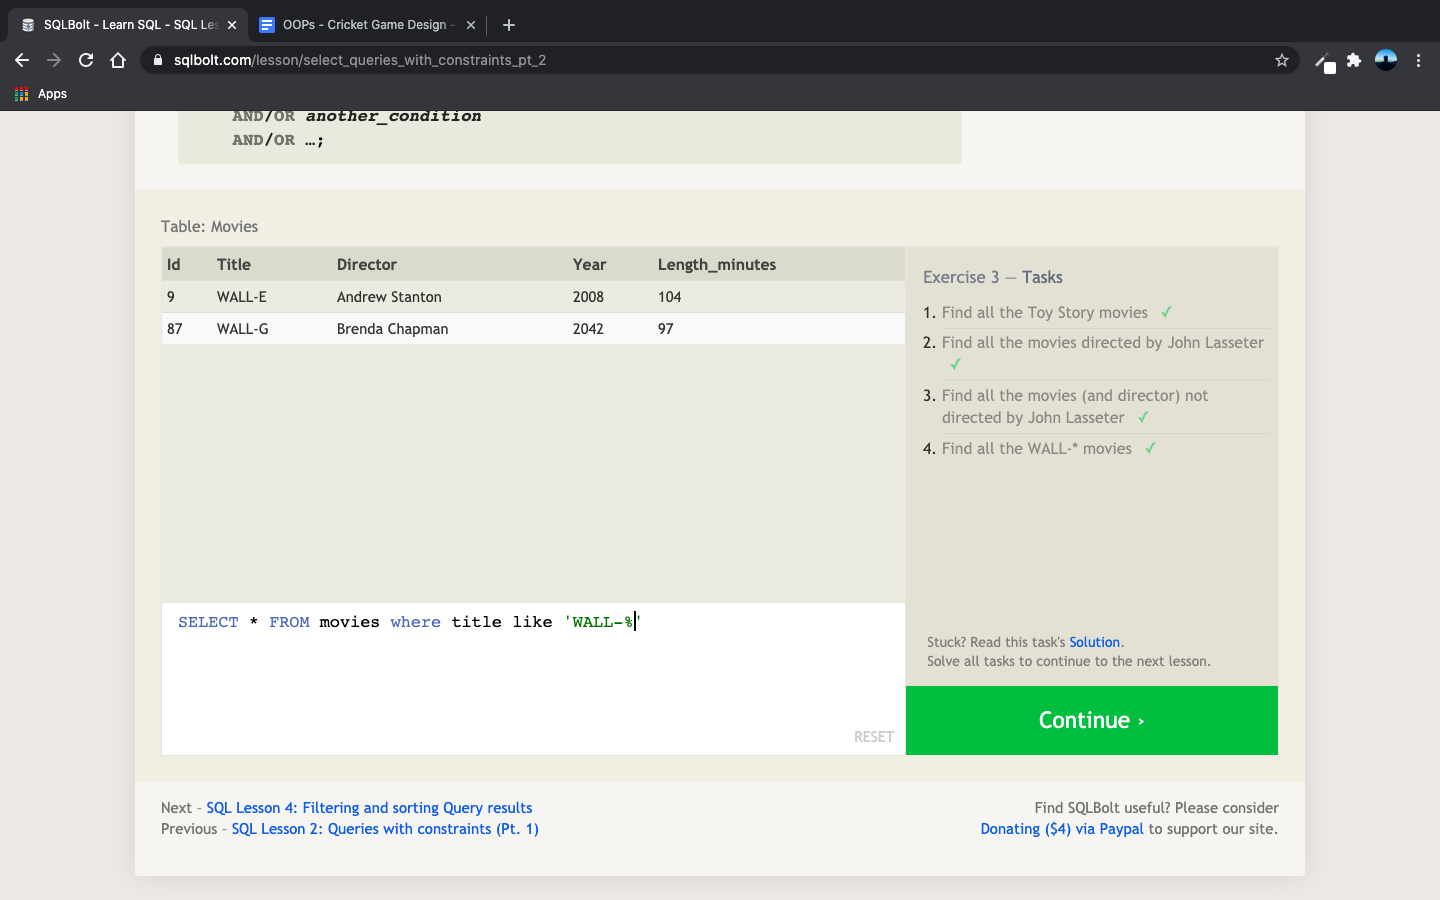 SQLBolt - Learn SQL - SQL Les
OOPs - Cricket Game Design -
sqlbolt.com/lesson/select_queries_with_constraints_pt_2
Apps
AND/OR another_condition
AND/OR …;
Table: Movies
Id Title Director Year Length_minutes
9 WALL-E Andrew Stanton 2008 104
87 WALL-G Brenda Chapman 2042 97
SELECT * FROM movies where title like 'WALL-%'
RESET
Exercise 3 — Tasks
1. Find all the Toy Story movies ✓
2. Find all the movies directed by John Lasseter
✓
3. Find all the movies (and director) not
directed by John Lasseter ✓
4. Find all the WALL-* movies ✓
Stuck? Read this task's Solution.
Solve all tasks to continue to the next lesson.
Continue ›
Next – SQL Lesson 4: Filtering and sorting Query results
Previous – SQL Lesson 2: Queries with constraints (Pt. 1)
Find SQLBolt useful? Please consider
Donating ($4) via Paypal to support our site.